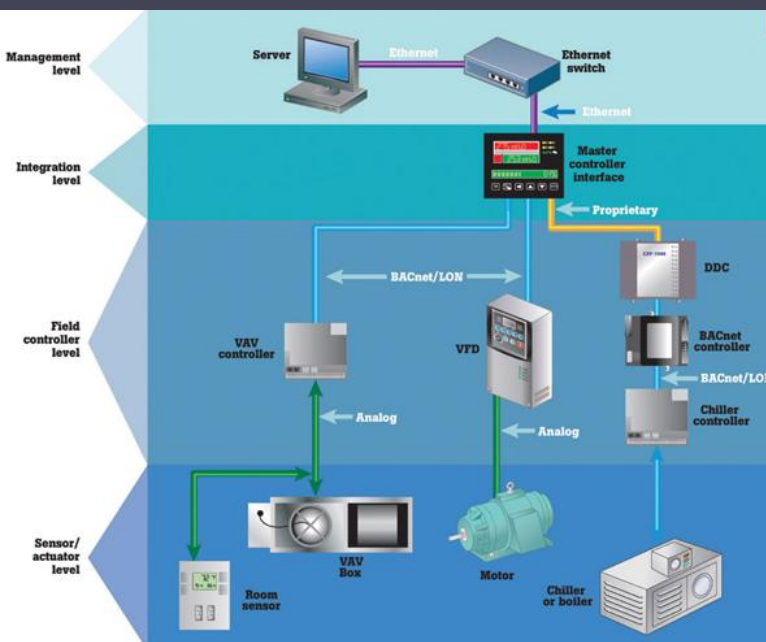 Management
level
Server
Ethernet
Ethernet
switch
Ethernet
Integration
level
Master
controller
interface
Proprietary
BACnet/LON
DDC
Field
controller
level
VAV
controller
VFD
BACnet
controller
BACnet/LON
Analog
Analog
Chiller
controller
Sensor/
actuator
level
VAV
Box
Room
sensor
Motor
Chiller
or boiler